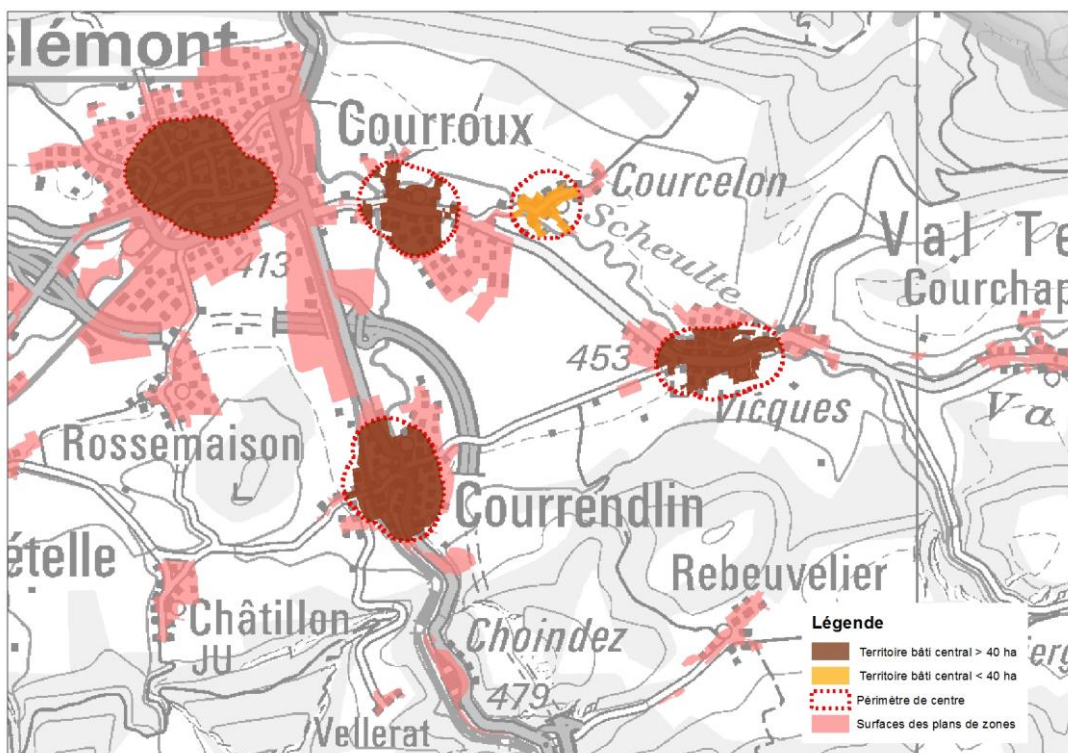 elémont
Courroux
Courcelon
Scheulte
Val Te
413
Courchap
453
Vicques
Va
Rossemaison
Courrendlin
ételle
Rebeuvelier
Châtillon
JU
Choindez
479
Vellerat
erg
Légende
Territoire bâti central > 40 ha
Territoire bâti central < 40 ha
Périmètre de centre
Surfaces des plans de zones